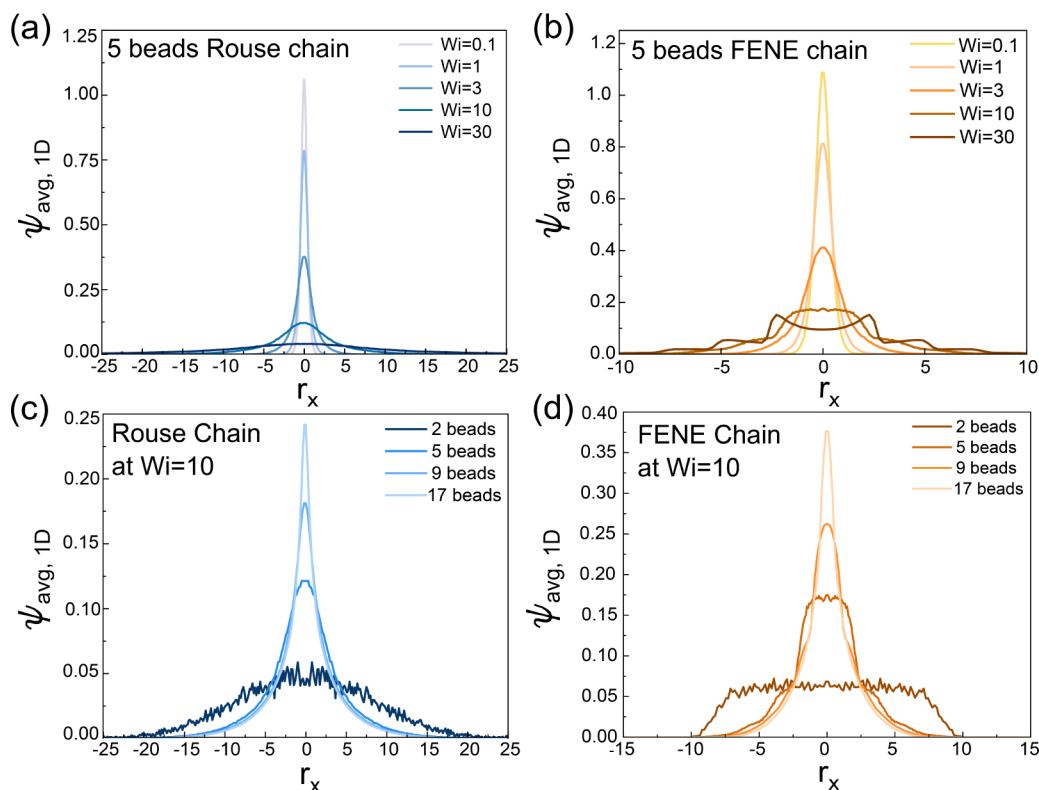 (a)
5 beads Rouse chain
Wi=0.1
Wi=1
Wi=3
Wi=10
Wi=30
1.25
1.00
0.75
0.50
0.25
0.00
ψavg, 1D
-25 -20 -15 -10 -5 0 5 10 15 20 25
rx
(b)
5 beads FENE chain
Wi=0.1
Wi=1
Wi=3
Wi=10
Wi=30
1.2
1.0
0.8
0.6
0.4
0.2
0.0
ψavg, 1D
-10 -5 0 5 10
rx
(c)
Rouse Chain
at Wi=10
2 beads
5 beads
9 beads
17 beads
0.25
0.20
0.15
0.10
0.05
0.00
ψavg, 1D
-25 -20 -15 -10 -5 0 5 10 15 20 25
rx
(d)
FENE Chain
at Wi=10
2 beads
5 beads
9 beads
17 beads
0.40
0.35
0.30
0.25
0.20
0.15
0.10
0.05
0.00
ψavg, 1D
-15 -10 -5 0 5 10 15
rx